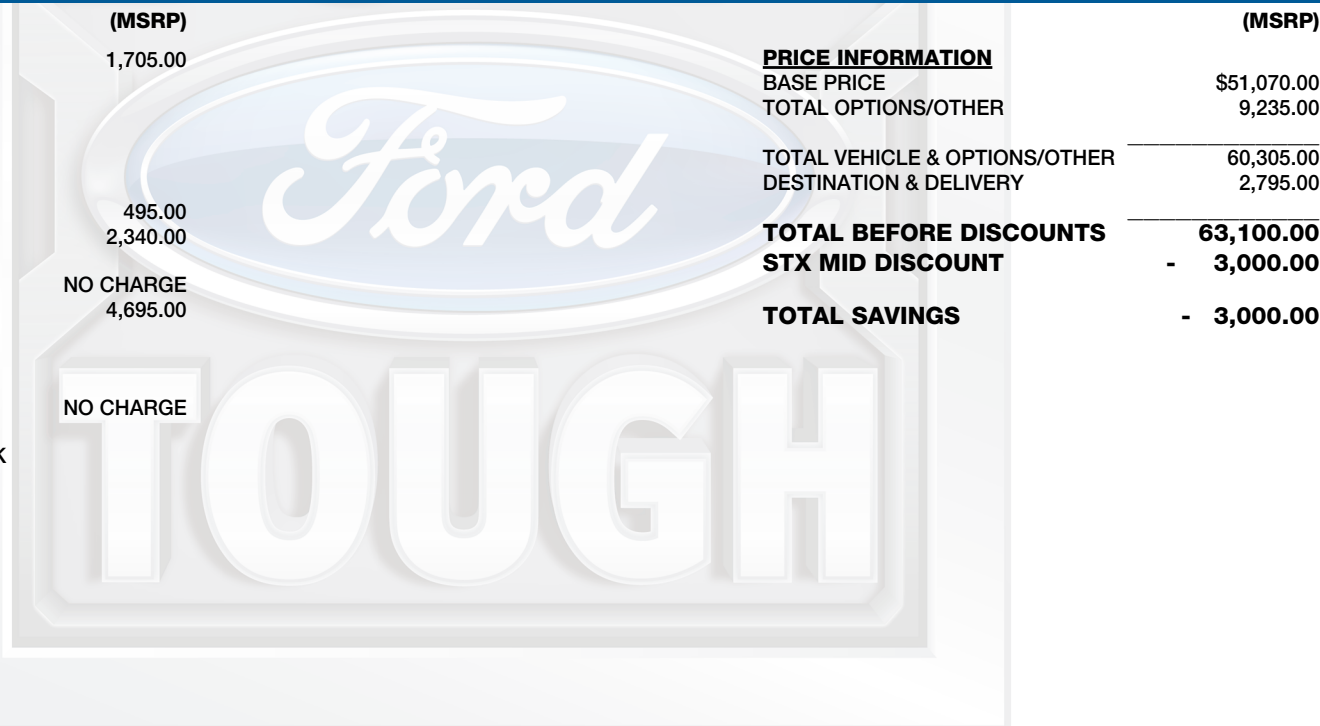 (MSRP)
1,705.00
495.00
2,340.00
NO CHARGE
4,695.00
NO CHARGE
(MSRP)
PRICE INFORMATION
BASE PRICE $51,070.00
TOTAL OPTIONS/OTHER 9,235.00
TOTAL VEHICLE & OPTIONS/OTHER 60,305.00
DESTINATION & DELIVERY 2,795.00
TOTAL BEFORE DISCOUNTS 63,100.00
STX MID DISCOUNT - 3,000.00
TOTAL SAVINGS - 3,000.00
Ford
TOUGH